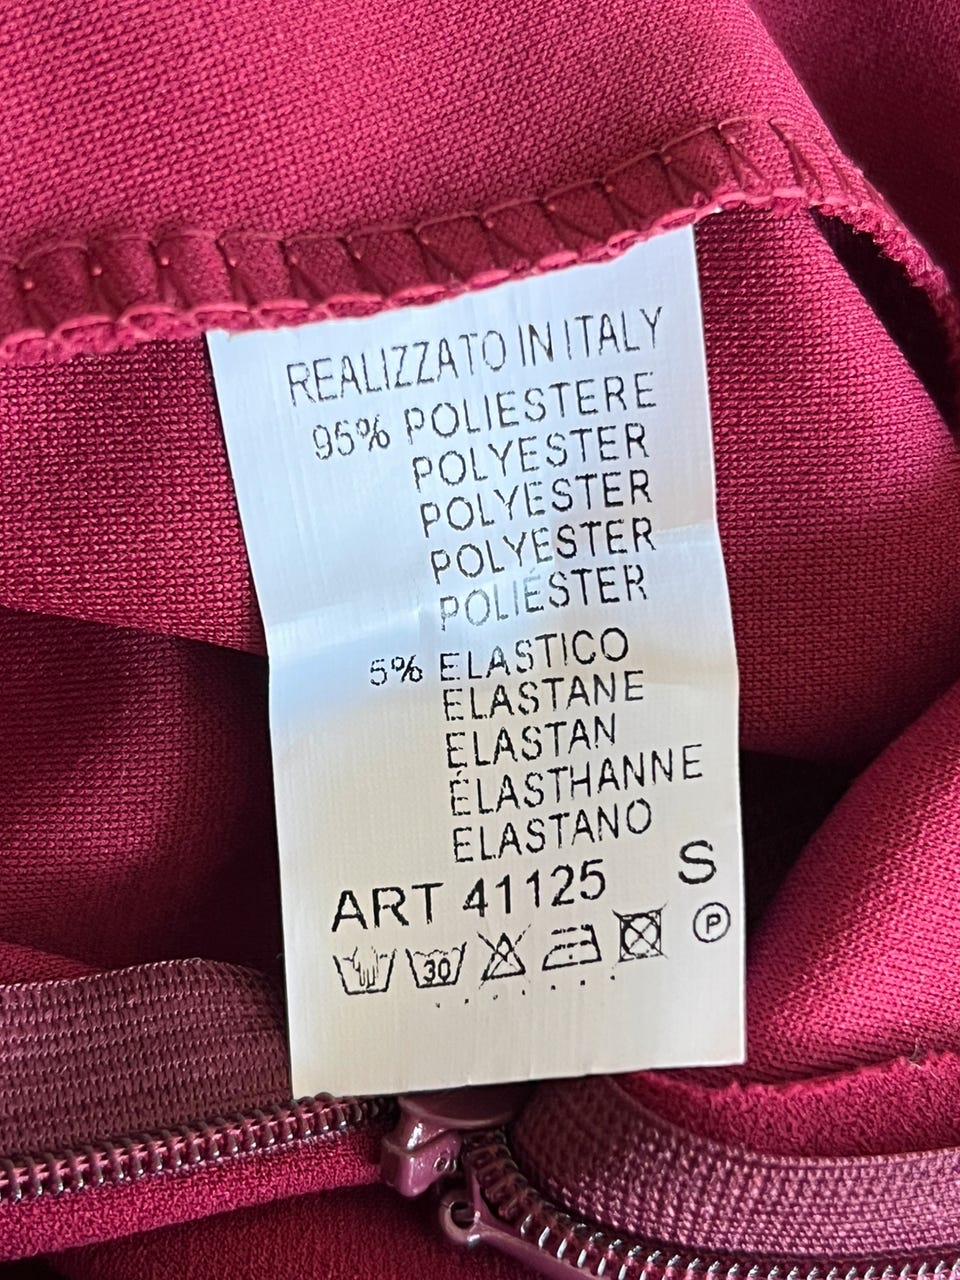 REALIZZATO IN ITALY
95% POLIESTERE
POLYESTER
POLYESTER
POLYESTER
POLIÉSTER
5% ELASTICO
ELASTANE
ELASTAN
ÉLASTHANNE
ELASTANO
ART 41125 S
30 P